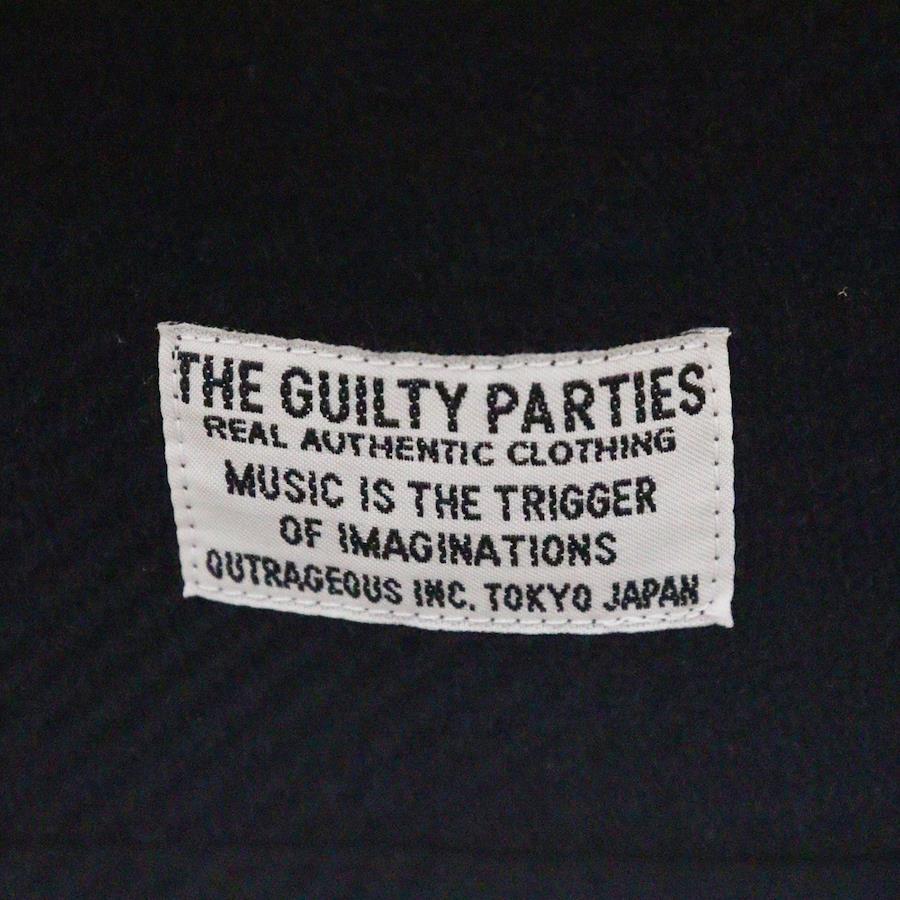 THE GUILTY PARTIES
REAL AUTHENTIC CLOTHING
MUSIC IS THE TRIGGER
OF IMAGINATIONS
OUTRAGEOUS INC. TOKYO JAPAN